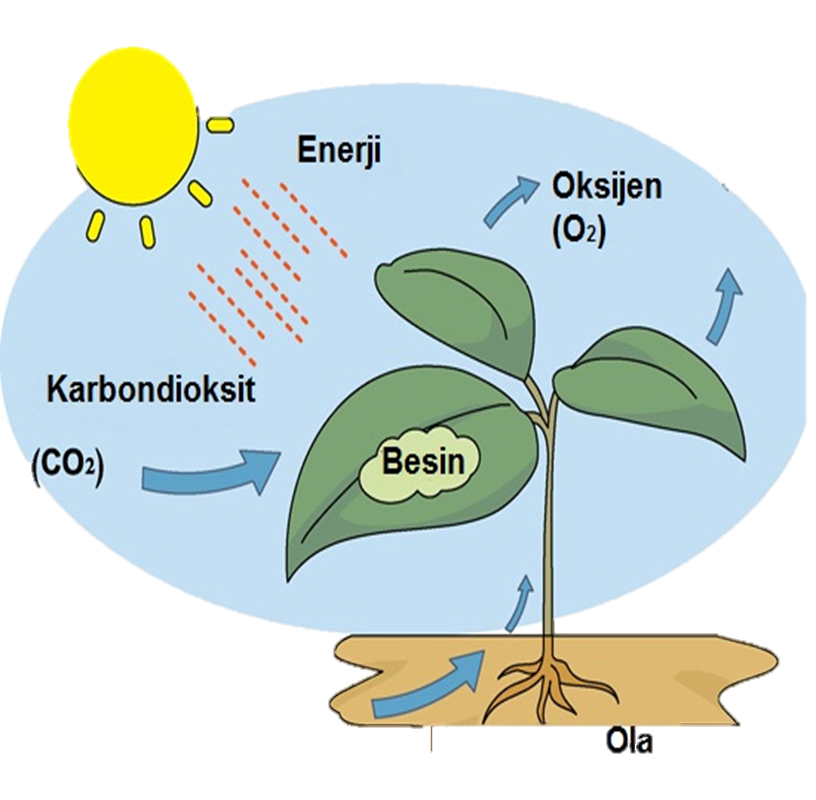 Enerji
Oksijen
(O₂)
Karbondioksit
(CO₂)
Besin
Ola